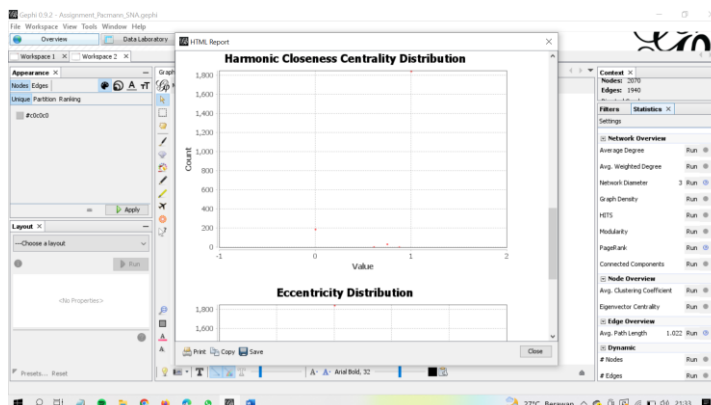 Gephi 0.9.2 - Assignment_Pacmann_SNA.gephi
File Workspace View Tools Window Help
Overview
Data Laboratory
Workspace 1 ×
Workspace 2 ×
Appearance ×
Nodes Edges
Unique Partition Ranking
#c0c0c0
Apply
Layout ×
---Choose a layout
Run
<No Properties>
Presets... Reset
Graph
HTML Report
Harmonic Closeness Centrality Distribution
1,800
1,600
1,400
1,200
1,000
800
600
400
200
0
Count
-1 0 1 2
Value
Eccentricity Distribution
1,800
1,600
Print Copy Save
Close
Arial Bold, 32
Context ×
Nodes: 2070
Edges: 1940
Filters Statistics ×
Settings
Network Overview
Average Degree Run
Avg. Weighted Degree Run
Network Diameter 3 Run
Graph Density Run
HITS Run
Modularity Run
PageRank Run
Connected Components Run
Node Overview
Avg. Clustering Coefficient Run
Eigenvector Centrality Run
Edge Overview
Avg. Path Length 1.022 Run
Dynamic
# Nodes Run
# Edges Run
27°C Berawan
21:33